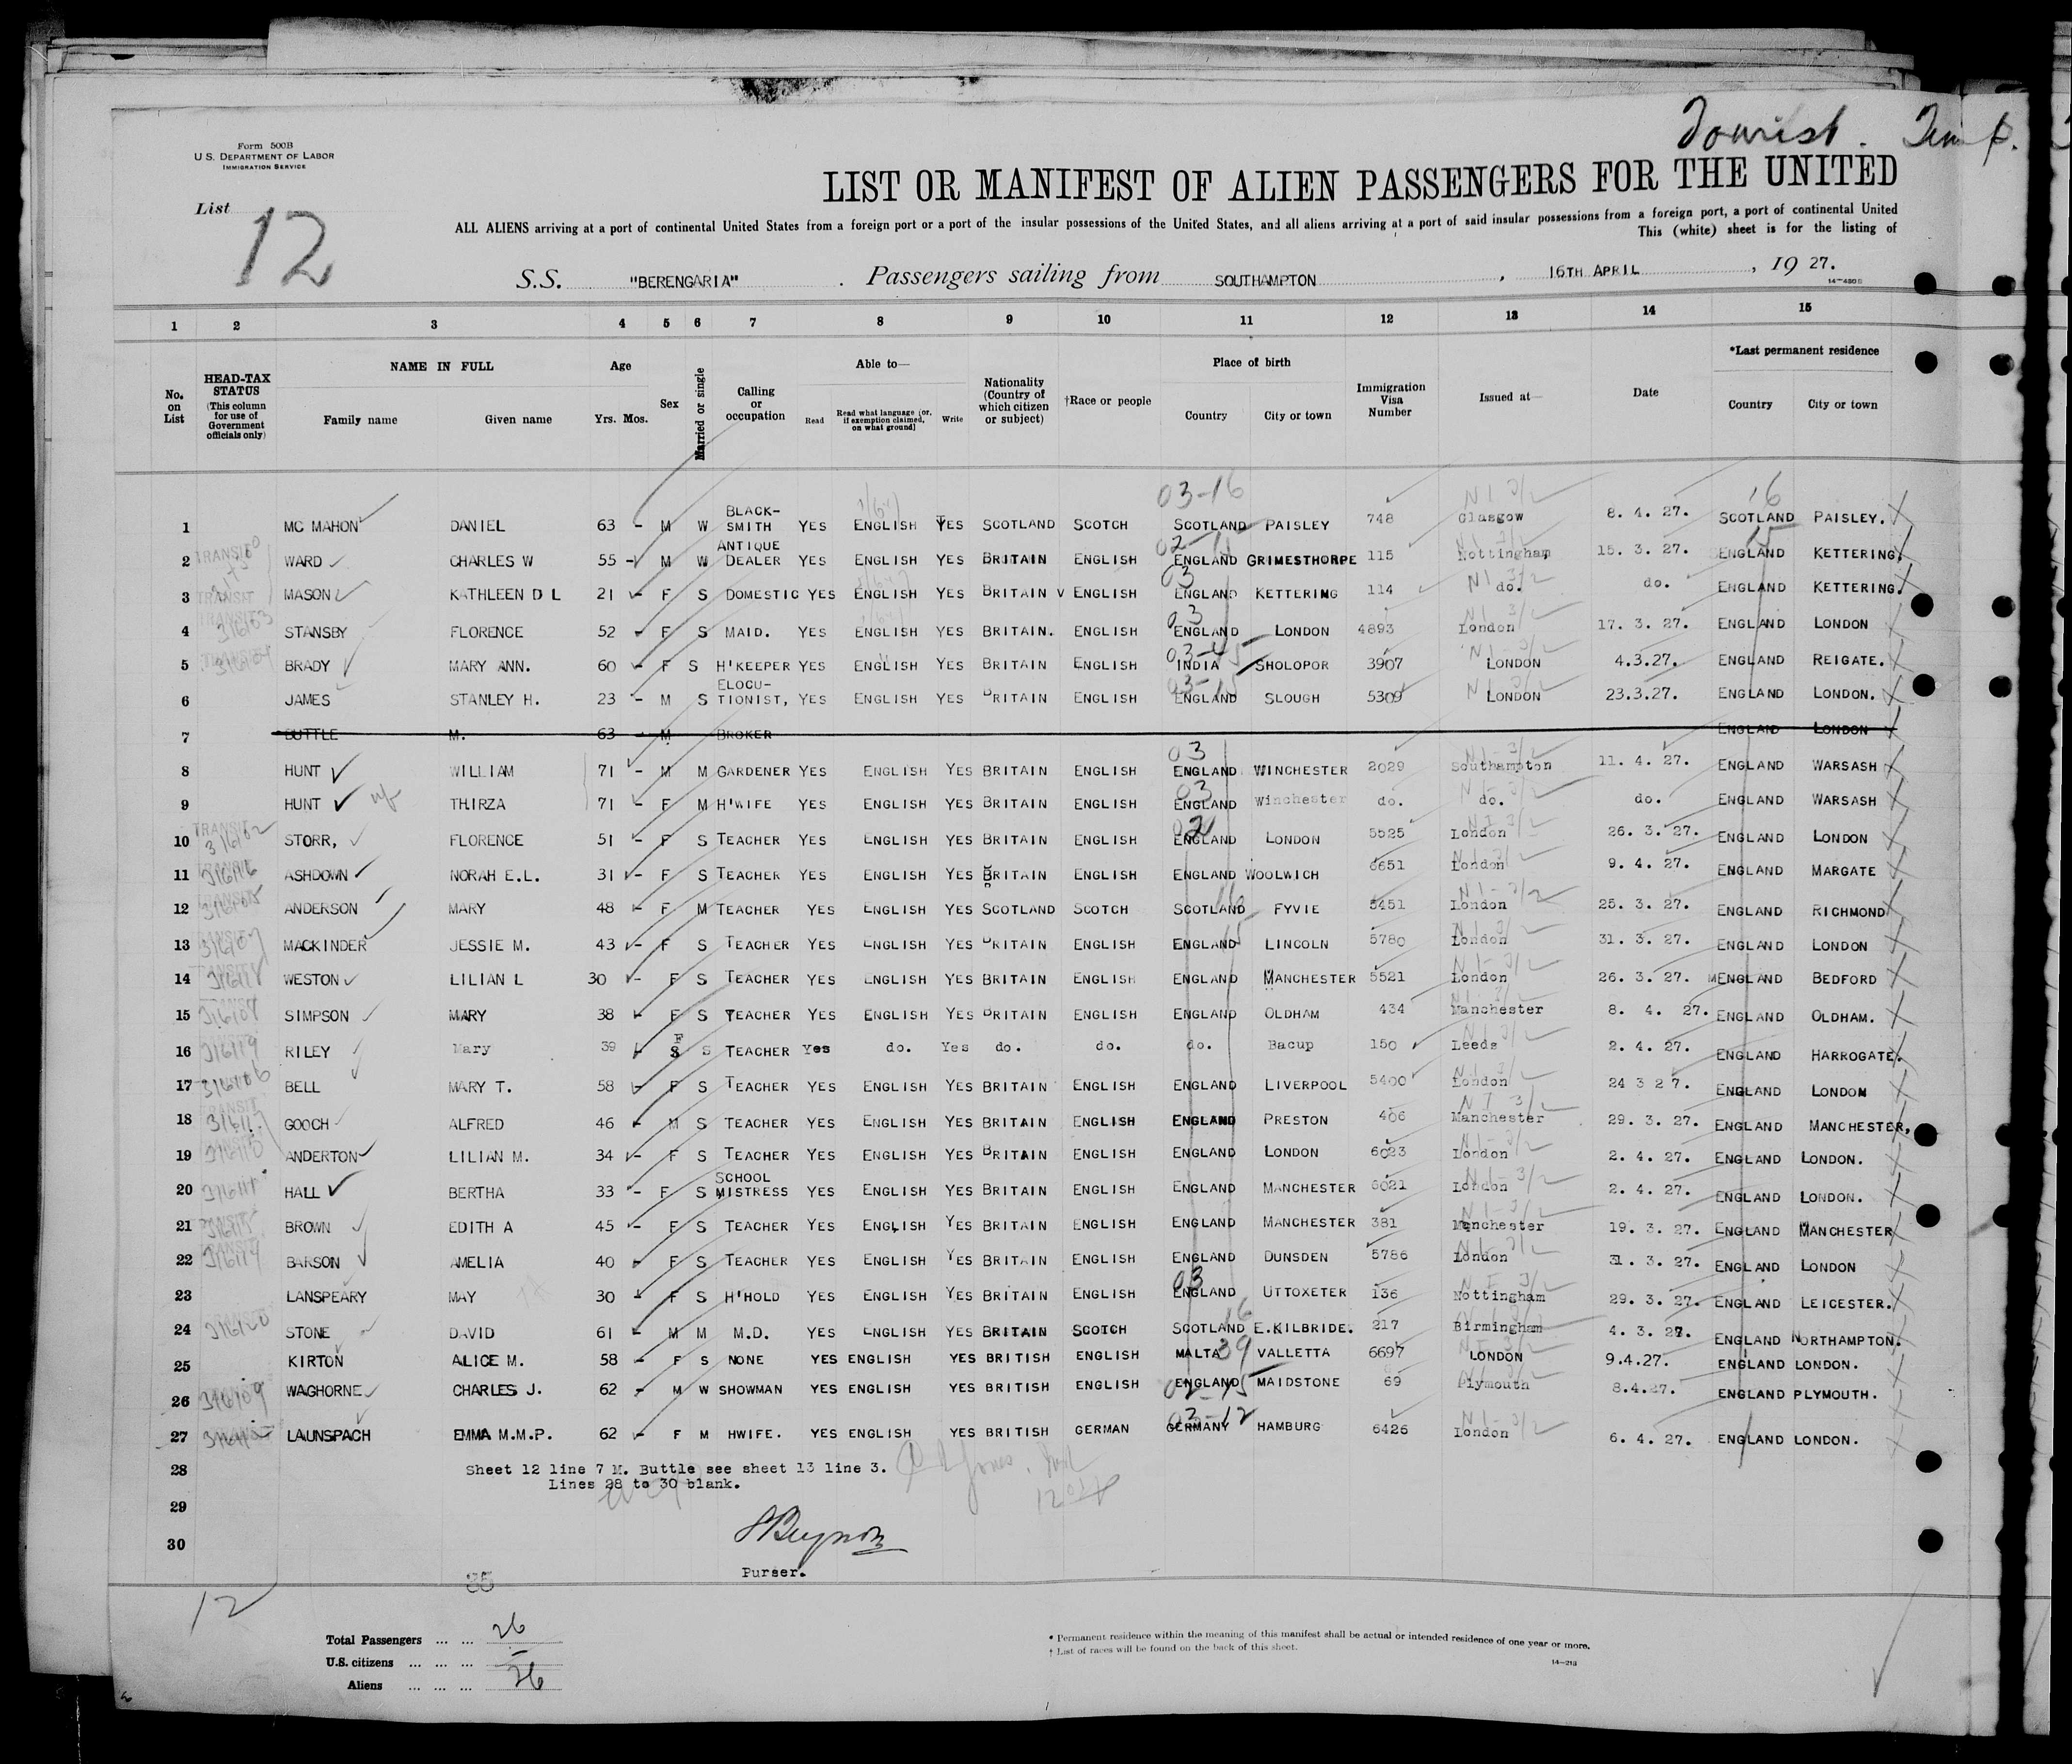 Tourist.
Form 500B
U.S. DEPARTMENT OF LABOR
IMMIGRATION SERVICE
List 12
LIST OR MANIFEST OF ALIEN PASSENGERS FOR THE UNITED
ALL ALIENS arriving at a port of continental United States from a foreign port or a port of the insular possessions of the United States, and all aliens arriving at a port of said insular possessions from a foreign port, a port of continental United
This (white) sheet is for the listing of
S.S. "BERENGARIA" . Passengers sailing from SOUTHAMPTON , 16TH APRIL , 19 27.
1 2 3 4 5 6 7 8 9 10 11 12 13 14 15
No. on List
HEAD-TAX STATUS (This column for use of Government officials only)
NAME IN FULL Family name Given name
Age Yrs. Mos.
Sex
Married or single
Calling or occupation
Able to— Read Read what language [or, if exemption claimed, on what ground] Write
Nationality (Country of which citizen or subject)
†Race or people
Place of birth Country City or town
Immigration Visa Number
Issued at—
Date
*Last permanent residence Country City or town
1 MC MAHON DANIEL 63 - M W BLACK-SMITH YES ENGLISH YES SCOTLAND SCOTCH 03-16 SCOTLAND PAISLEY 748 Glasgow 8. 4. 27. SCOTLAND PAISLEY.
2 WARD CHARLES W 55 - M W ANTIQUE DEALER YES ENGLISH YES BRITAIN ENGLISH ENGLAND GRIMESTHORPE 115 Nottingham 15. 3. 27. ENGLAND KETTERING.
3 MASON KATHLEEN D L 21 - F S DOMESTIC YES ENGLISH YES BRITAIN V ENGLISH 03 ENGLAND KETTERING 114 do. do. ENGLAND KETTERING.
4 STANSBY FLORENCE 52 - F S MAID. YES ENGLISH YES BRITAIN. ENGLISH 03 ENGLAND LONDON 4893 London 17. 3. 27. ENGLAND LONDON
5 BRADY MARY ANN. 60 - F S H'KEEPER YES ENGLISH YES BRITAIN ENGLISH INDIA SHOLOPOR 3907 LONDON 4.3.27. ENGLAND REIGATE.
6 JAMES STANLEY H. 23 - M S ELOCU-TIONIST, YES ENGLISH YES BRITAIN ENGLISH ENGLAND SLOUGH 5309 LONDON 23.3.27. ENGLAND LONDON.
7 BUTTLE M. 63 - M BROKER ENGLAND LONDON
8 HUNT WILLIAM 71 - M M GARDENER YES ENGLISH YES BRITAIN ENGLISH 03 ENGLAND WINCHESTER 2029 Southampton 11. 4. 27. ENGLAND WARSASH
9 HUNT wf THIRZA 71 - F M H'WIFE YES ENGLISH YES BRITAIN ENGLISH 03 ENGLAND Winchester do. do. do. ENGLAND WARSASH
10 STORR, FLORENCE 51 - F S TEACHER YES ENGLISH YES BRITAIN ENGLISH ENGLAND LONDON 5525 London 26. 3. 27. ENGLAND LONDON
11 ASHDOWN NORAH E.L. 31 - F S TEACHER YES ENGLISH YES BRITAIN ENGLISH ENGLAND WOOLWICH 6651 London 9. 4. 27. ENGLAND MARGATE
12 ANDERSON MARY 48 - F M TEACHER YES ENGLISH YES SCOTLAND SCOTCH SCOTLAND FYVIE 5451 London 25. 3. 27. ENGLAND RICHMOND
13 MACKINDER JESSIE M. 43 - F S TEACHER YES ENGLISH YES BRITAIN ENGLISH ENGLAND LINCOLN 5780 London 31. 3. 27. ENGLAND LONDON
14 WESTON LILIAN L 30 - F S TEACHER YES ENGLISH YES BRITAIN ENGLISH ENGLAND MANCHESTER 5521 London 26. 3. 27. ENGLAND BEDFORD
15 SIMPSON MARY 38 - F S TEACHER YES ENGLISH YES BRITAIN ENGLISH ENGLAND OLDHAM 434 Manchester 8. 4. 27. ENGLAND OLDHAM.
16 RILEY Mary 39 F S TEACHER Yes do. Yes do. do. do. Bacup 150 Leeds 2. 4. 27. ENGLAND HARROGATE.
17 BELL MARY T. 58 - F S TEACHER YES ENGLISH YES BRITAIN ENGLISH ENGLAND LIVERPOOL 5400 London 24 3 2 7. ENGLAND LONDON
18 GOOCH ALFRED 46 - M S TEACHER YES ENGLISH YES BRITAIN ENGLISH ENGLAND PRESTON 406 Manchester 29. 3. 27. ENGLAND MANCHESTER,
19 ANDERTON LILIAN M. 34 - F S TEACHER YES ENGLISH YES BRITAIN ENGLISH ENGLAND LONDON 6023 London 2. 4. 27. ENGLAND LONDON.
20 HALL BERTHA 33 - F S SCHOOL MISTRESS YES ENGLISH YES BRITAIN ENGLISH ENGLAND MANCHESTER 6021 London 2. 4. 27. ENGLAND LONDON.
21 BROWN EDITH A 45 - F S TEACHER YES ENGLISH YES BRITAIN ENGLISH ENGLAND MANCHESTER 381 Manchester 19. 3. 27. ENGLAND MANCHESTER
22 BARSON AMELIA 40 - F S TEACHER YES ENGLISH YES BRITAIN ENGLISH ENGLAND DUNSDEN 5786 London 31. 3. 27. ENGLAND LONDON
23 LANSPEARY MAY 30 - F S H'HOLD YES ENGLISH YES BRITAIN ENGLISH 03 ENGLAND UTTOXETER 136 Nottingham 29. 3. 27. ENGLAND LEICESTER.
24 STONE DAVID 61 - M M M.D. YES ENGLISH YES BRITAIN SCOTCH SCOTLAND E.KILBRIDE. 217 Birmingham 4. 3. 27. ENGLAND NORTHAMPTON.
25 KIRTON ALICE M. 58 - F S NONE YES ENGLISH YES BRITISH ENGLISH MALTA 39 VALLETTA 6697 LONDON 9.4.27. ENGLAND LONDON.
26 WAGHORNE CHARLES J. 62 - M W SHOWMAN YES ENGLISH YES BRITISH ENGLISH ENGLAND MAIDSTONE 69 Plymouth 8.4.27. ENGLAND PLYMOUTH.
27 LAUNSPACH EMMA M.M.P. 62 - F M HWIFE. YES ENGLISH YES BRITISH GERMAN 03-12 GERMANY HAMBURG 6426 London 6. 4. 27. ENGLAND LONDON.
28 Sheet 12 line 7 M. Buttle see sheet 13 line 3.
Lines 28 to 30 blank.
29
30
Purser.
12
Total Passengers ... ... 26
U.S. citizens ... ... ... -
Aliens ... ... ... 26
* Permanent residence within the meaning of this manifest shall be actual or intended residence of one year or more.
† List of races will be found on the back of this sheet.
14—213